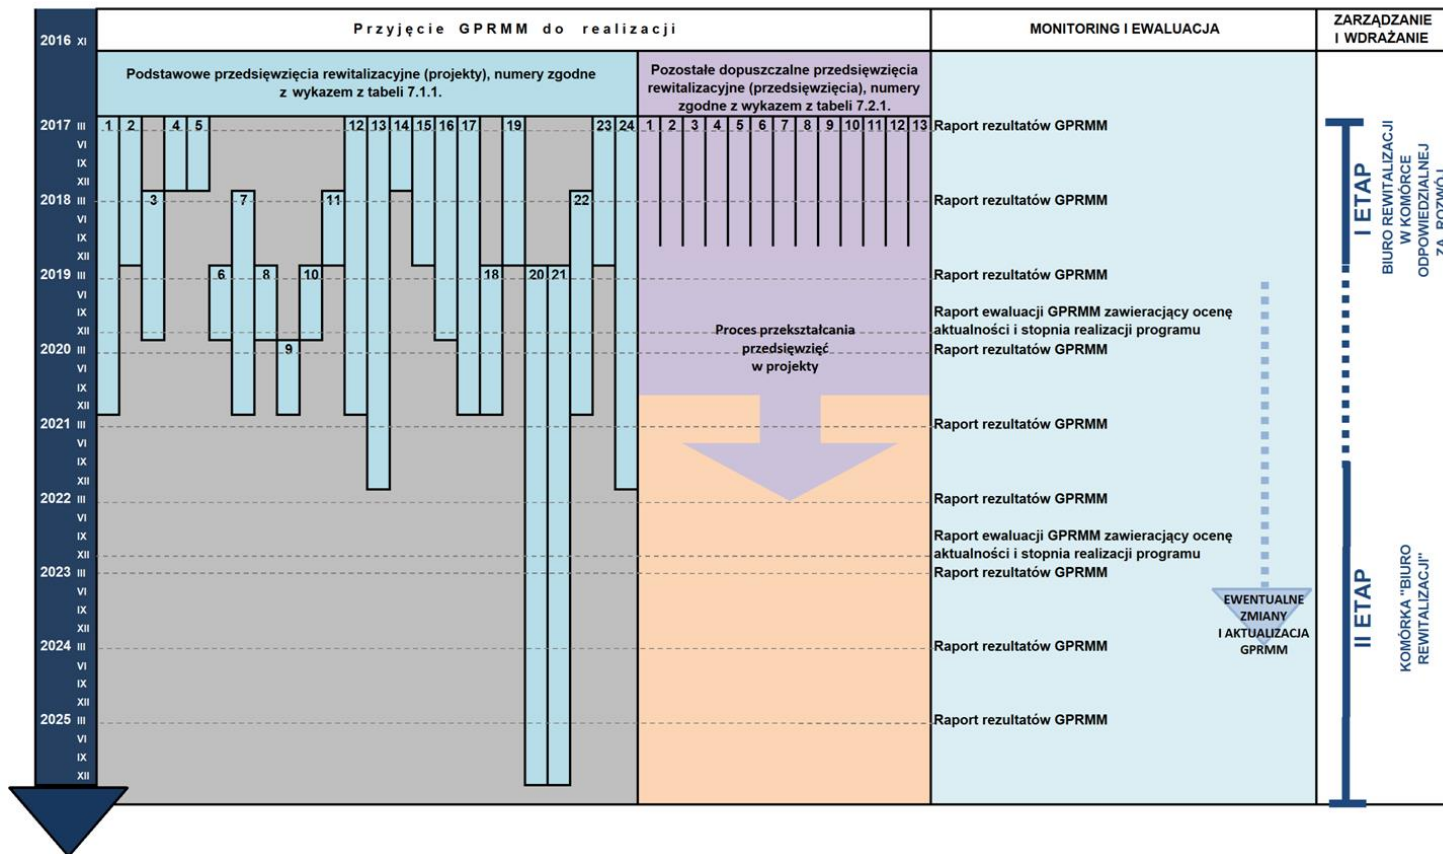 Przyjęcie GPRMM do realizacji
MONITORING I EWALUACJA
ZARZĄDZANIE
I WDRAŻANIE
2016 XI
Podstawowe przedsięwzięcia rewitalizacyjne (projekty), numery zgodne
z wykazem z tabeli 7.1.1.
Pozostałe dopuszczalne przedsięwzięcia
rewitalizacyjne (przedsięwzięcia), numery
zgodne z wykazem z tabeli 7.2.1.
2017 III
VI
IX
XII
2018 III
VI
IX
XII
2019 III
VI
IX
XII
2020 III
VI
IX
XII
2021 III
VI
IX
XII
2022 III
VI
IX
XII
2023 III
VI
IX
XII
2024 III
VI
IX
XII
2025 III
VI
IX
XII
1 2 4 5 12 13 14 15 16 17 19 23 24
3 7 11 22
6 8 10 18 20 21
9
1 2 3 4 5 6 7 8 9 10 11 12 13
Proces przekształcania
przedsięwzięć
w projekty
Raport rezultatów GPRMM
Raport rezultatów GPRMM
Raport rezultatów GPRMM
Raport ewaluacji GPRMM zawierający ocenę
aktualności i stopnia realizacji programu
Raport rezultatów GPRMM
Raport rezultatów GPRMM
Raport rezultatów GPRMM
Raport ewaluacji GPRMM zawierający ocenę
aktualności i stopnia realizacji programu
Raport rezultatów GPRMM
Raport rezultatów GPRMM
Raport rezultatów GPRMM
EWENTUALNE
ZMIANY
I AKTUALIZACJA
GPRMM
I ETAP
BIURO REWITALIZACJI
W KOMÓRCE
ODPOWIEDZIALNEJ
ZA ROZWÓJ
II ETAP
KOMÓRKA "BIURO
REWITALIZACJI"